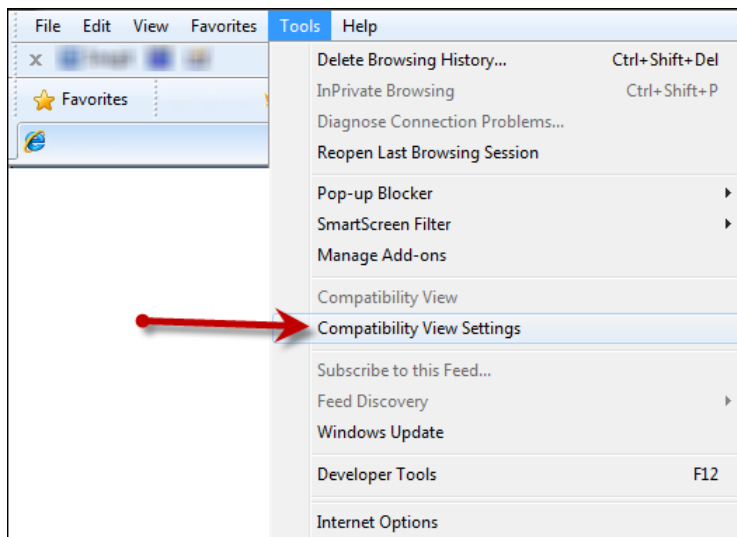 File Edit View Favorites Tools Help
x
Favorites
Delete Browsing History... Ctrl+Shift+Del
InPrivate Browsing Ctrl+Shift+P
Diagnose Connection Problems...
Reopen Last Browsing Session
Pop-up Blocker
SmartScreen Filter
Manage Add-ons
Compatibility View
Compatibility View Settings
Subscribe to this Feed...
Feed Discovery
Windows Update
Developer Tools F12
Internet Options